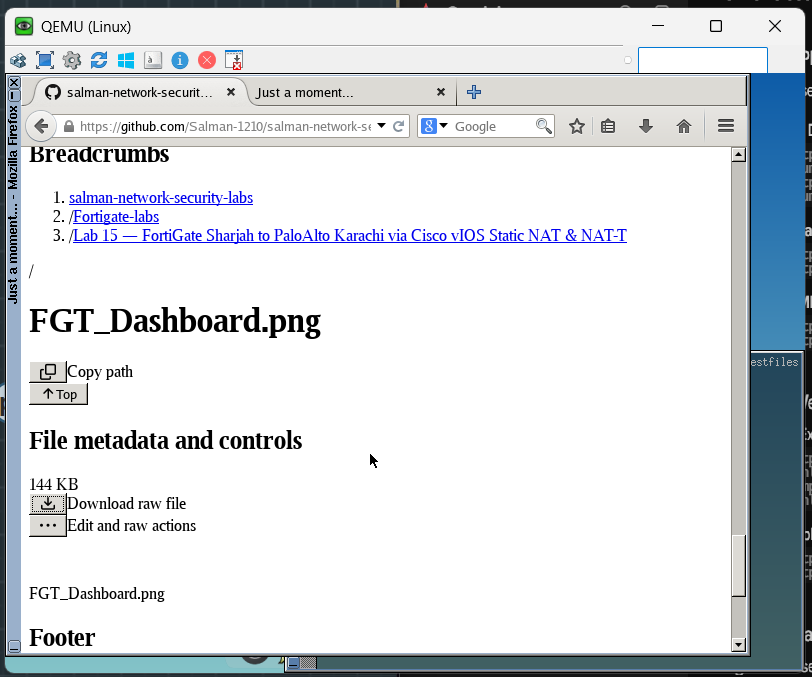 QEMU (Linux)
salman-network-securit...
Just a moment...
https://github.com/Salman-1210/salman-network-se
Google
Just a moment... - Mozilla Firefox
Breadcrumbs
1. salman-network-security-labs
2. /Fortigate-labs
3. /Lab 15 — FortiGate Sharjah to PaloAlto Karachi via Cisco vIOS Static NAT & NAT-T
/
FGT_Dashboard.png
Copy path
Top
File metadata and controls
144 KB
Download raw file
Edit and raw actions
FGT_Dashboard.png
Footer
estfiles